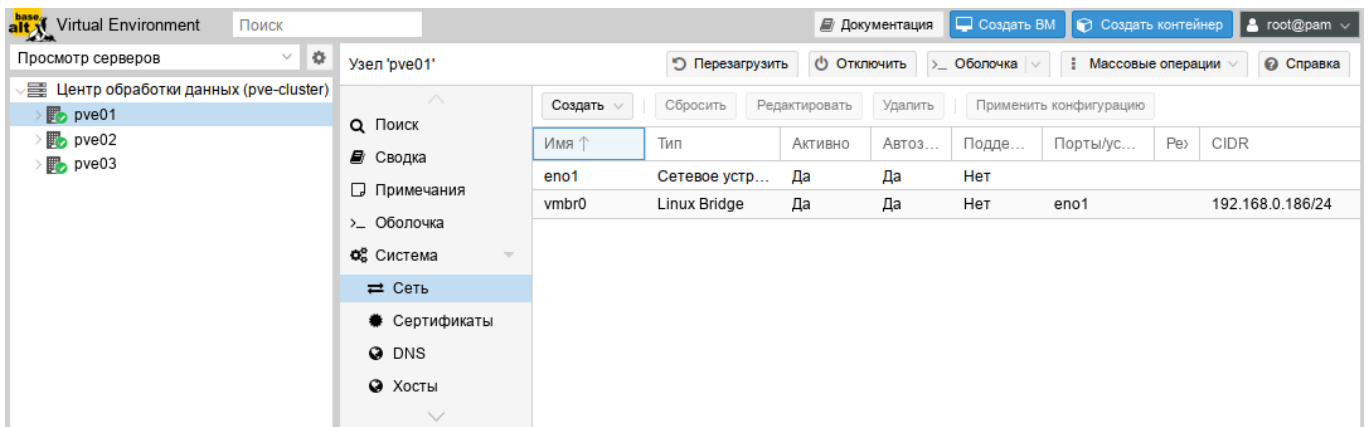 base alt Virtual Environment Поиск Документация Создать ВМ Создать контейнер root@pam
Просмотр серверов
Центр обработки данных (pve-cluster)
pve01
pve02
pve03
Узел 'pve01' Перезагрузить Отключить Оболочка Массовые операции Справка
Поиск
Сводка
Примечания
Оболочка
Система
Сеть
Сертификаты
DNS
Хосты
Создать Сбросить Редактировать Удалить Применить конфигурацию
Имя Тип Активно Автоз... Подде... Порты/ус... CIDR
eno1 Сетевое устр... Да Да Нет
vmbr0 Linux Bridge Да Да Нет eno1 192.168.0.186/24